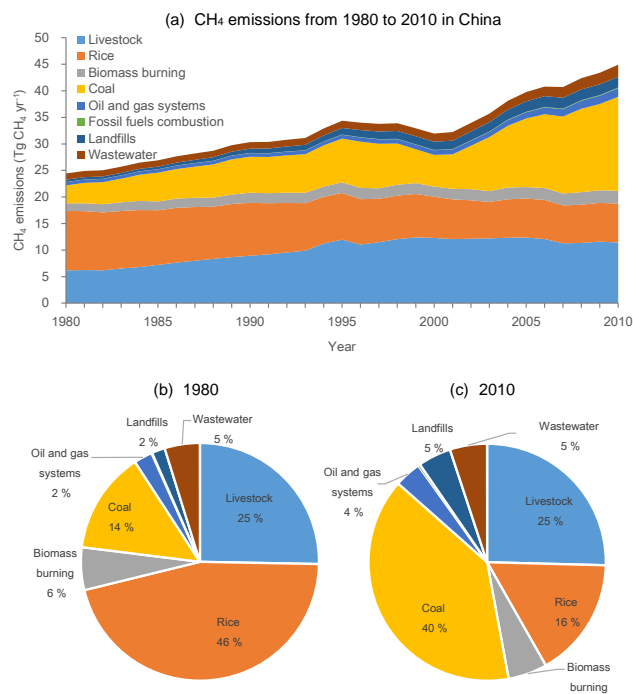 (a) CH₄ emissions from 1980 to 2010 in China
CH₄ emissions (Tg CH₄ yr⁻¹)
50
45
40
35
30
25
20
15
10
5
0
Livestock
Rice
Biomass burning
Coal
Oil and gas systems
Fossil fuels combustion
Landfills
Wastewater
1980 1985 1990 1995 2000 2005 2010
Year
(b) 1980
Livestock
25 %
Rice
46 %
Biomass
burning
6 %
Coal
14 %
Oil and gas
systems
2 %
Landfills
2 %
Wastewater
5 %
(c) 2010
Livestock
25 %
Rice
16 %
Biomass
burning
Coal
40 %
Oil and gas
systems
4 %
Landfills
5 %
Wastewater
5 %